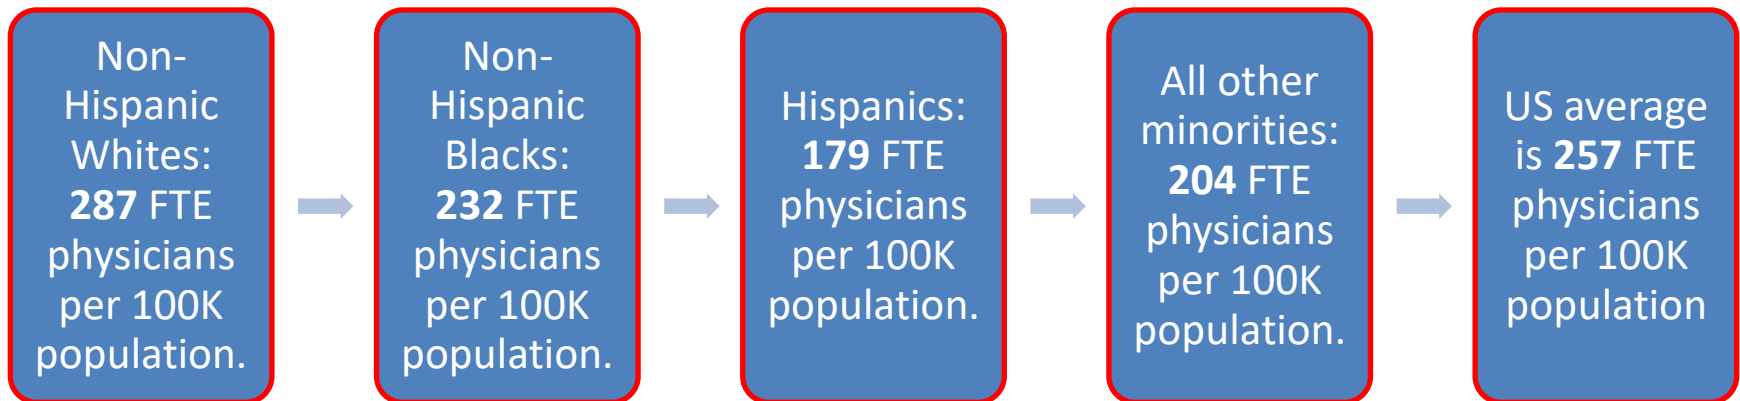 Non-
Hispanic
Whites:
287 FTE
physicians
per 100K
population.
Non-
Hispanic
Blacks:
232 FTE
physicians
per 100K
population.
Hispanics:
179 FTE
physicians
per 100K
population.
All other
minorities:
204 FTE
physicians
per 100K
population.
US average
is 257 FTE
physicians
per 100K
population